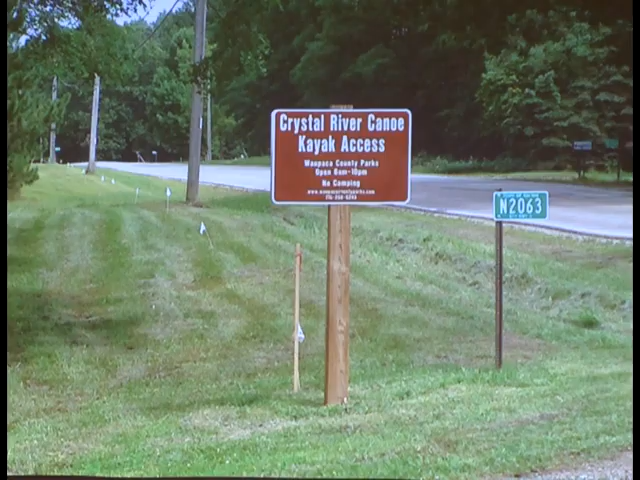 Crystal River Canoe
Kayak Access
Waupaca County Parks
Open 6am-10pm
No Camping
N2063